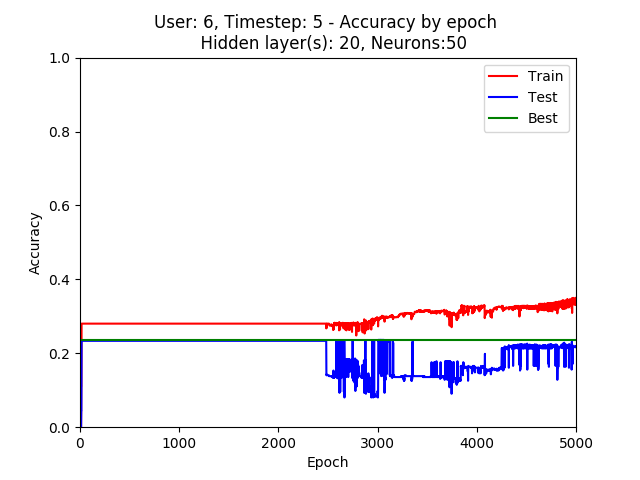 User: 6, Timestep: 5 - Accuracy by epoch
Hidden layer(s): 20, Neurons:50
1.0
0.8
0.6
0.4
0.2
0.0
Accuracy
Train
Test
Best
0 1000 2000 3000 4000 5000
Epoch